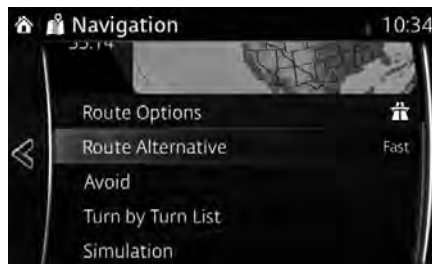 Navigation 10:34
Route Options
Route Alternative Fast
Avoid
Turn by Turn List
Simulation